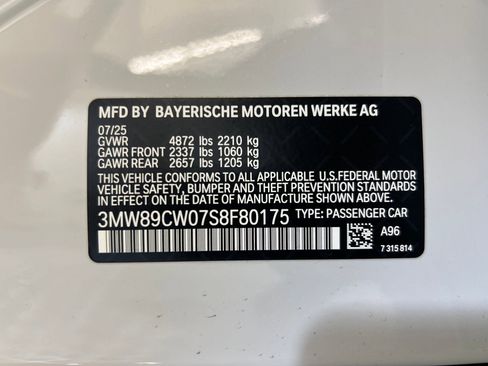 MFD BY BAYERISCHE MOTOREN WERKE AG
07/25
GVWR 4872 lbs 2210 kg
GAWR FRONT 2337 lbs 1060 kg
GAWR REAR 2657 lbs 1205 kg
THIS VEHICLE CONFORMS TO ALL APPLICABLE U.S.FEDERAL MOTOR
VEHICLE SAFETY, BUMPER AND THEFT PREVENTION STANDARDS
IN EFFECT ON THE DATE OF MANUFACTURE SHOWN ABOVE.
3MW89CW07S8F80175 TYPE: PASSENGER CAR
A96
7 315 814